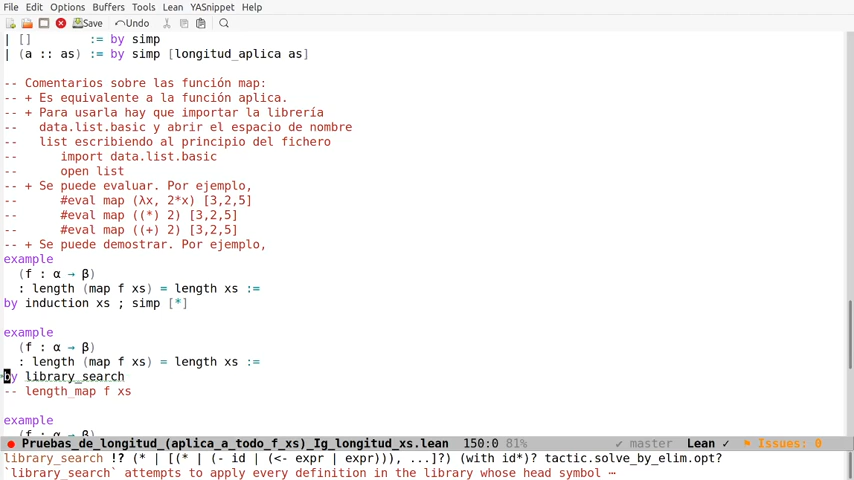 File Edit Options Buffers Tools Lean YASnippet Help
Save Undo
| []        := by simp
| (a :: as) := by simp [longitud_aplica as]
-- Comentarios sobre las función map:
-- + Es equivalente a la función aplica.
-- + Para usarla hay que importar la librería
--   data.list.basic y abrir el espacio de nombre
--   list escribiendo al principio del fichero
--      import data.list.basic
--      open list
-- + Se puede evaluar. Por ejemplo,
--      #eval map (λx, 2*x) [3,2,5]
--      #eval map ((*) 2) [3,2,5]
--      #eval map ((+) 2) [3,2,5]
-- + Se puede demostrar. Por ejemplo,
example
  (f : α → β)
  : length (map f xs) = length xs :=
by induction xs ; simp [*]
example
  (f : α → β)
  : length (map f xs) = length xs :=
by library_search
-- length_map f xs
example
  (f : α → β)
Pruebas_de_longitud_(aplica_a_todo_f_xs)_Ig_longitud_xs.lean 150:0 81% ✓ master Lean ✓ Issues: 0
library_search !? (* | [(* | (- id | (<- expr | expr))), ...]?) (with id*)? tactic.solve_by_elim.opt?
`library_search` attempts to apply every definition in the library whose head symbol ⋯